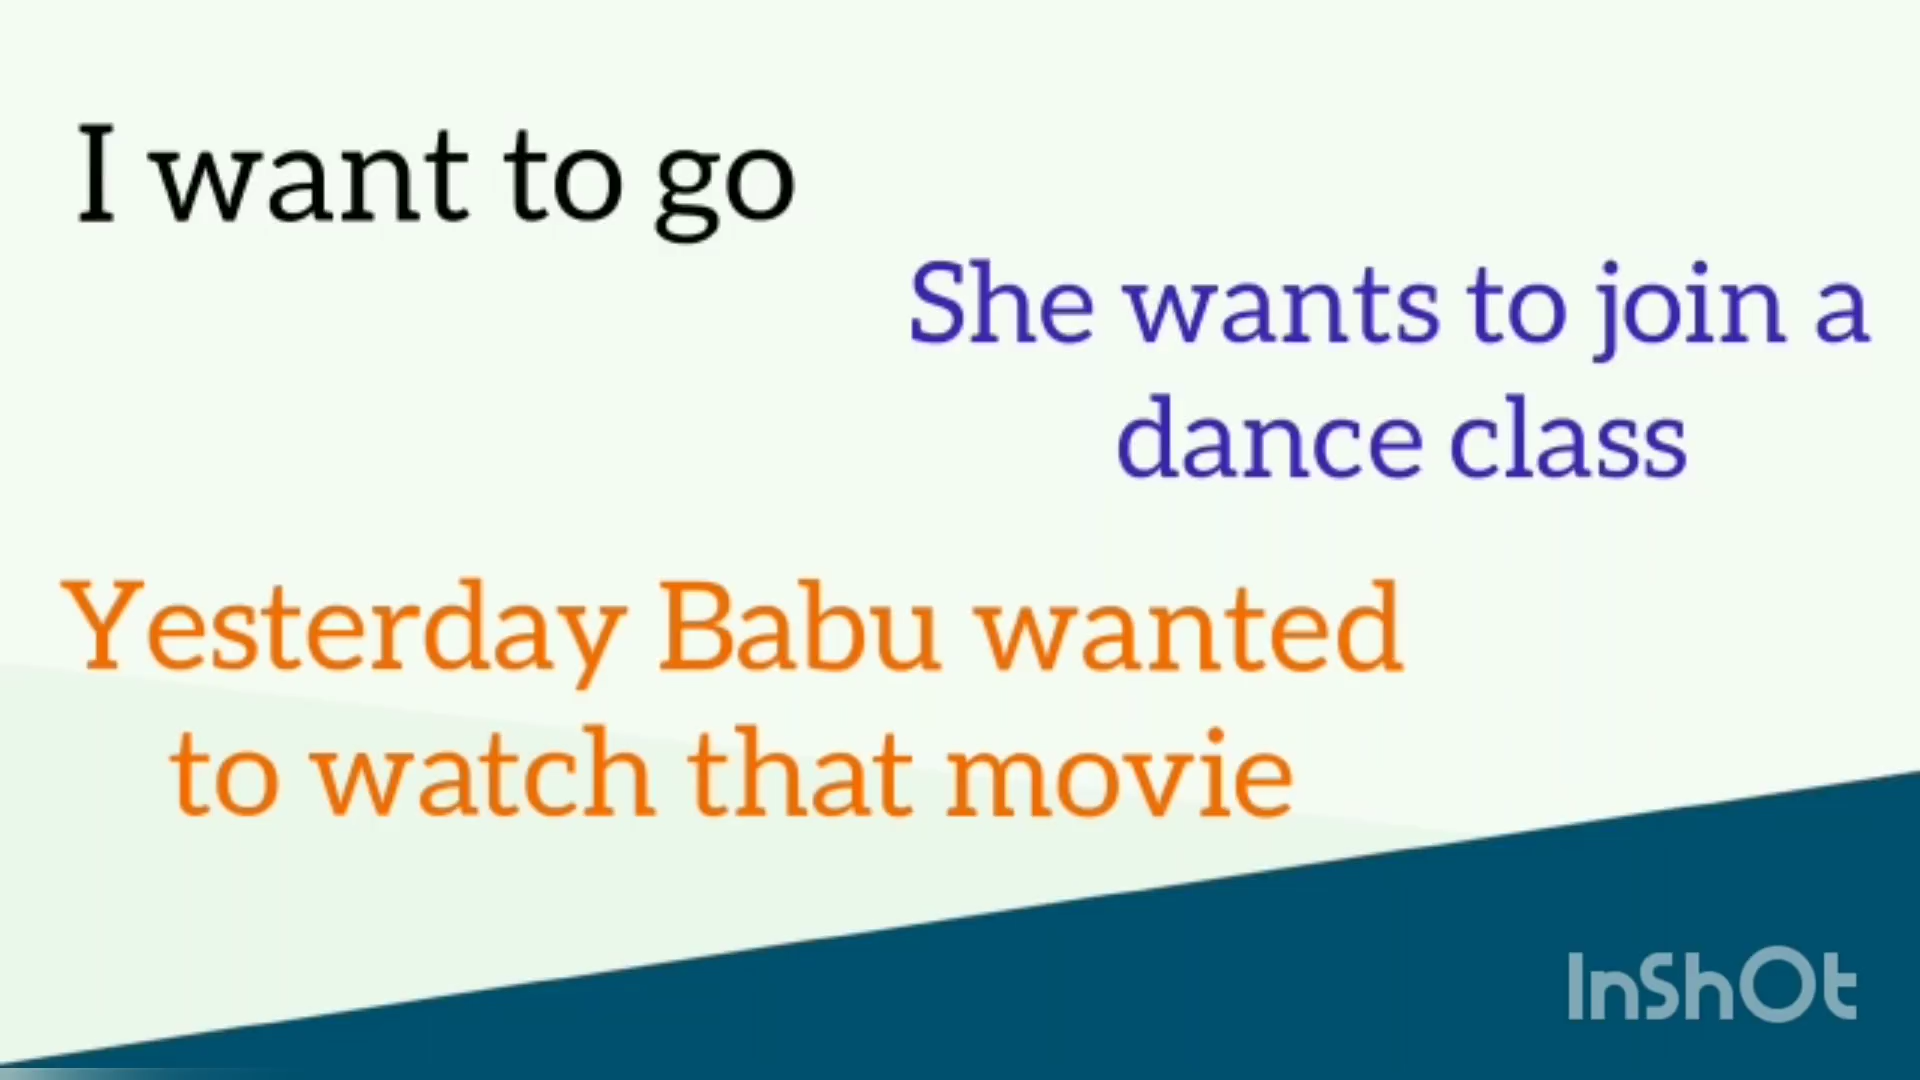 I want to go
She wants to join a
dance class
Yesterday Babu wanted
to watch that movie
InShOt